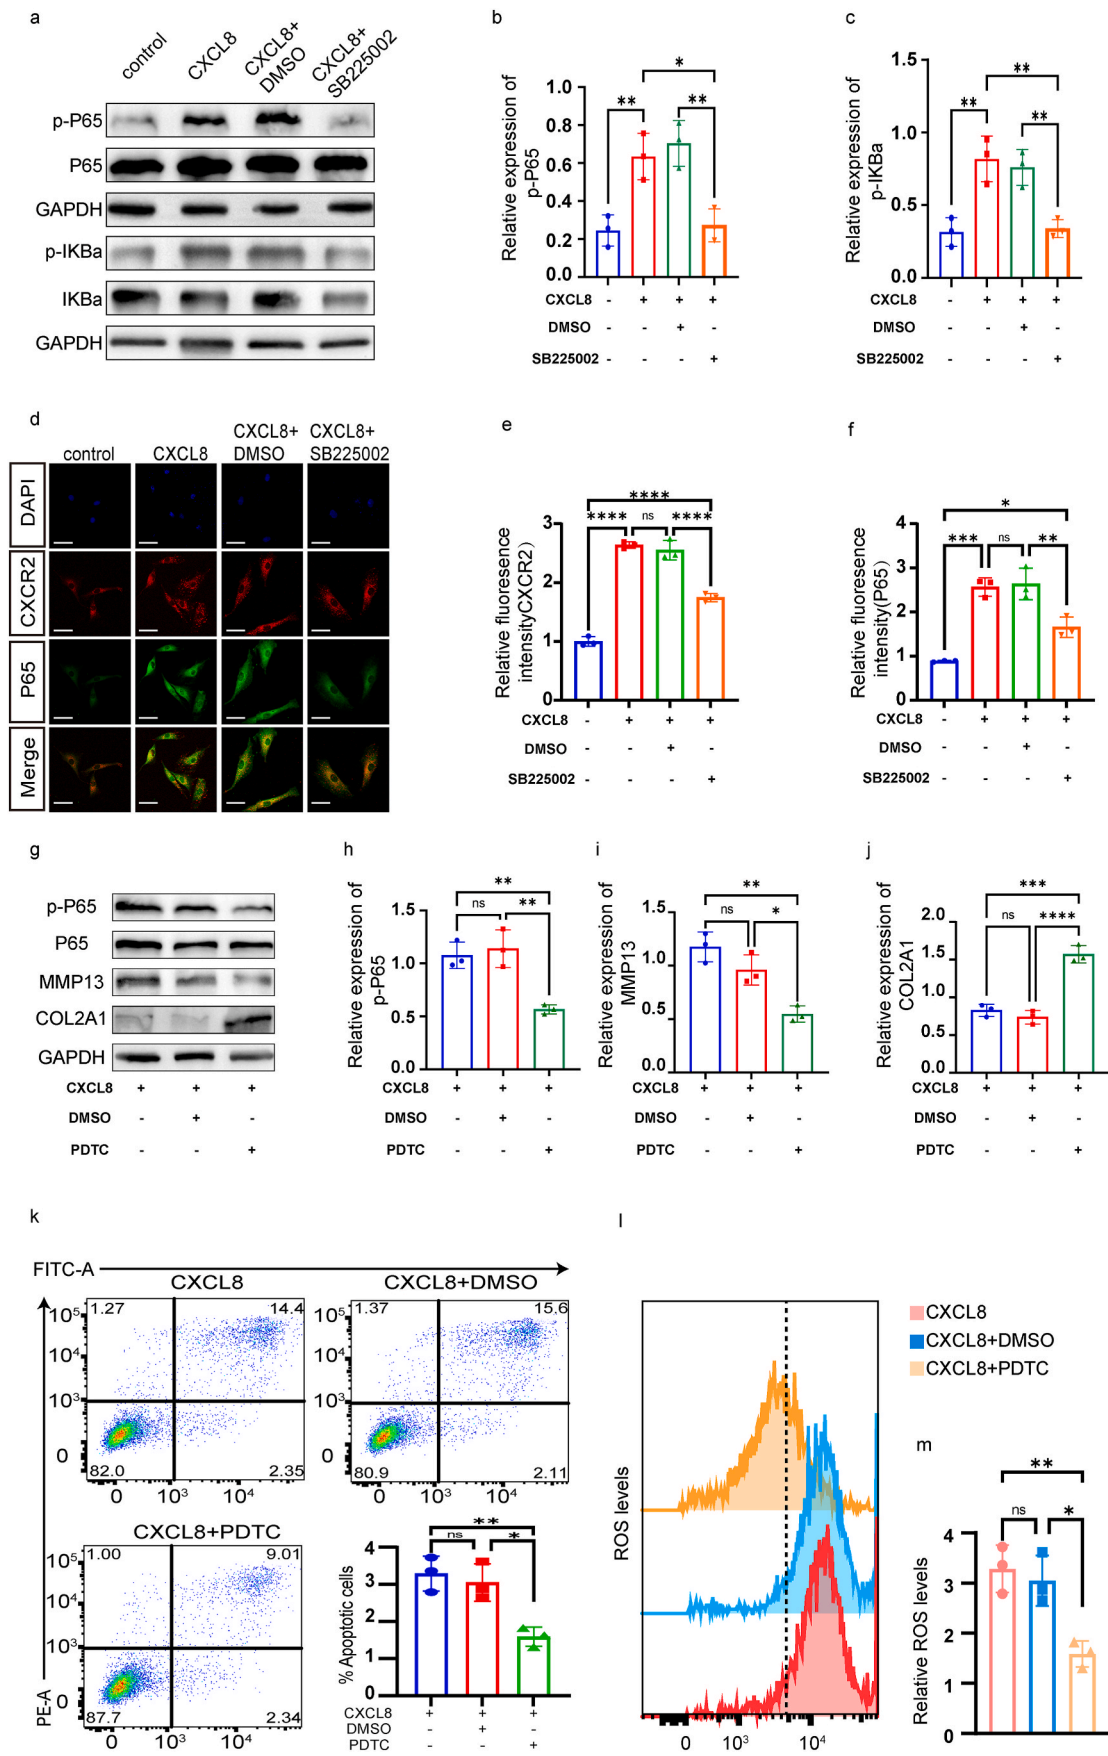 a
control
CXCL8
CXCL8+
DMSO
CXCL8+
SB225002
p-P65
P65
GAPDH
p-IKBa
IKBa
GAPDH
b
Relative expression of
p-P65
1.0
0.8
0.6
0.4
0.2
0.0
** ** *
CXCL8 - + + +
DMSO - - + -
SB225002 - - - +
c
Relative expression of
p-IKBa
1.5
1.0
0.5
0.0
** ** **
CXCL8 - + + +
DMSO - - + -
SB225002 - - - +
d
control
CXCL8
CXCL8+
DMSO
CXCL8+
SB225002
DAPI
CXCR2
P65
Merge
e
Relative fluoresence
intensityCXCR2)
3
2
1
0
****
**** ns ****
CXCL8 - + + +
DMSO - - + -
SB225002 - - - +
f
Relative fluoresence
intensity(P65)
4
3
2
1
0
*
*** ns **
CXCL8 - + + +
DMSO - - + -
SB225002 - - - +
g
p-P65
P65
MMP13
COL2A1
GAPDH
CXCL8 + + +
DMSO - + -
PDTC - - +
h
Relative expression of
p-P65
1.5
1.0
0.5
0.0
**
ns **
CXCL8 + + +
DMSO - + -
PDTC - - +
i
Relative expression of
MMP13
1.5
1.0
0.5
0.0
**
ns *
CXCL8 + + +
DMSO - + -
PDTC - - +
j
Relative expression of
COL2A1
2.0
1.5
1.0
0.5
0.0
***
ns ****
CXCL8 + + +
DMSO - + -
PDTC - - +
k
FITC-A
PE-A
CXCL8
1.27 14.4
82.0 2.35
10⁵
10⁴
10³
0
0 10³ 10⁴
CXCL8+DMSO
1.37 15.6
80.9 2.11
10⁵
10⁴
10³
0
0 10³ 10⁴
CXCL8+PDTC
1.00 9.01
87.7 2.34
10⁵
10⁴
10³
0
0 10³ 10⁴
% Apoptotic cells
4
3
2
1
0
**
ns *
CXCL8 + + +
DMSO - + -
PDTC - - +
l
ROS levels
0 10³ 10⁴
CXCL8
CXCL8+DMSO
CXCL8+PDTC
m
Relative ROS levels
4
3
2
1
0
**
ns *